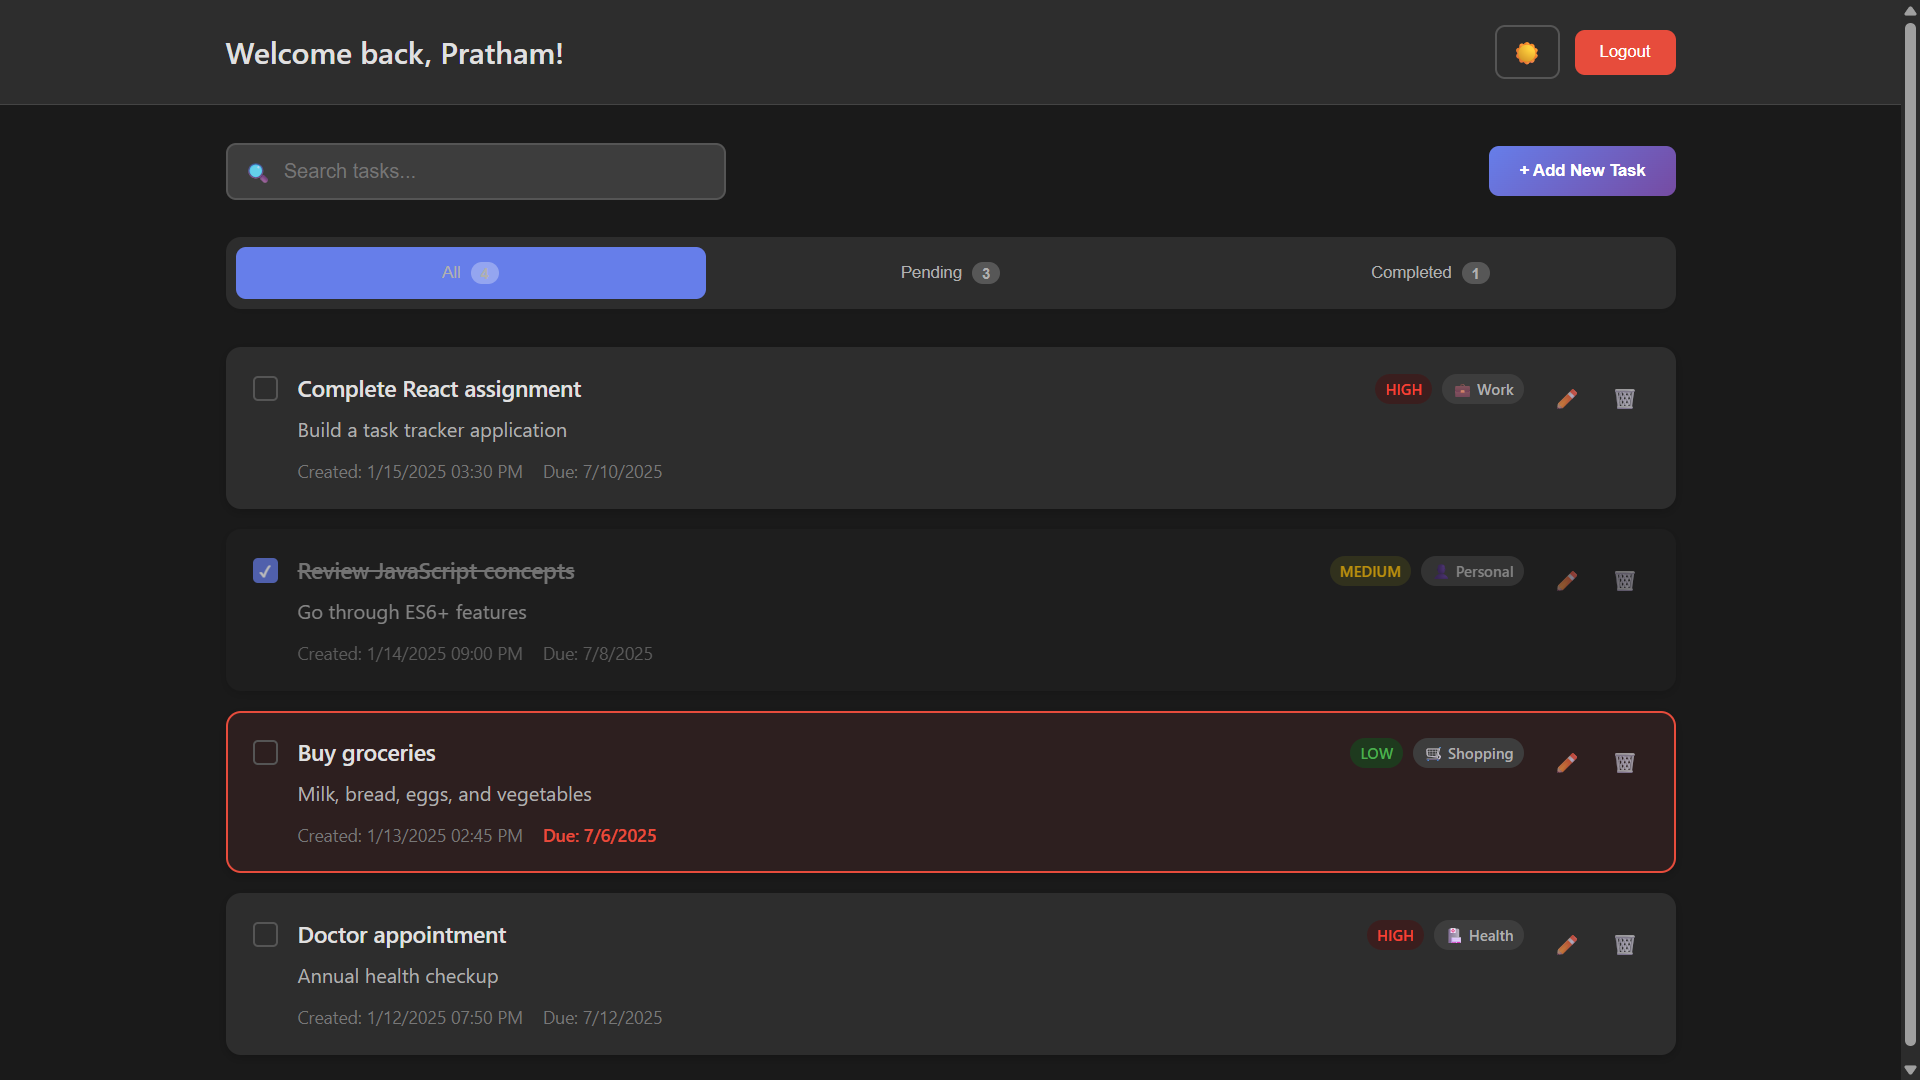 Welcome back, Pratham!
Logout
Search tasks...
+ Add New Task
All 4
Pending 3
Completed 1
Complete React assignment
HIGH
Work
Build a task tracker application
Created: 1/15/2025 03:30 PM Due: 7/10/2025
Review JavaScript concepts
MEDIUM
Personal
Go through ES6+ features
Created: 1/14/2025 09:00 PM Due: 7/8/2025
Buy groceries
LOW
Shopping
Milk, bread, eggs, and vegetables
Created: 1/13/2025 02:45 PM Due: 7/6/2025
Doctor appointment
HIGH
Health
Annual health checkup
Created: 1/12/2025 07:50 PM Due: 7/12/2025